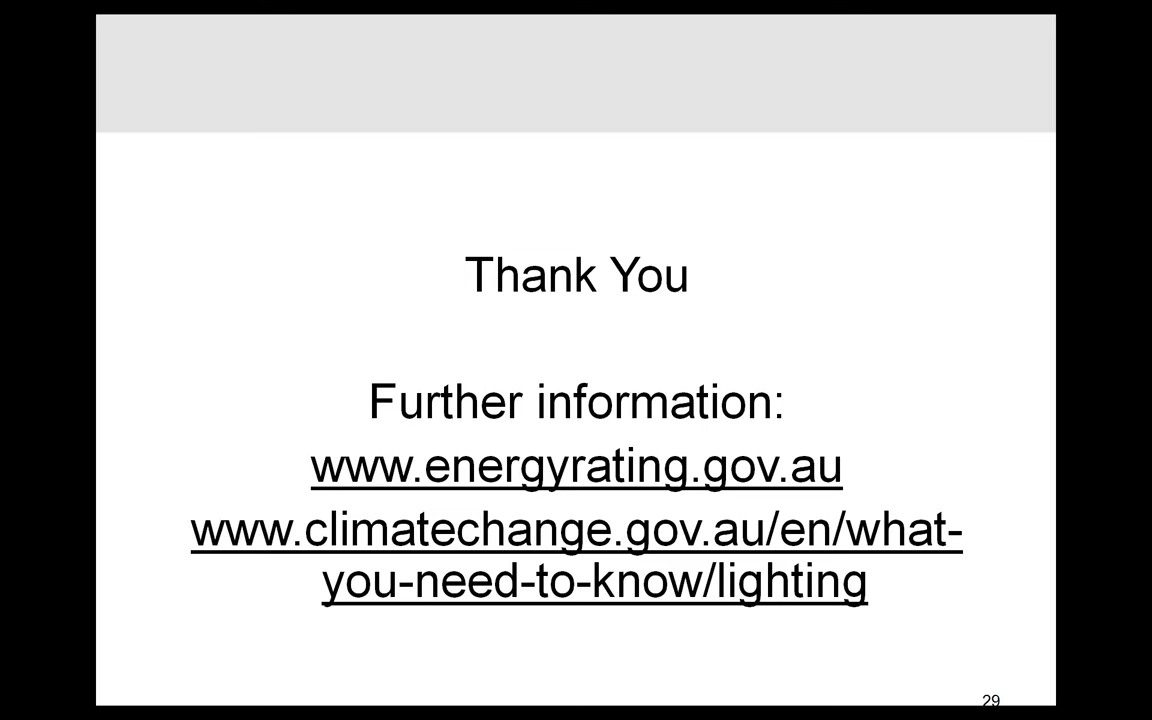 Thank You
Further information:
www.energyrating.gov.au
www.climatechange.gov.au/en/what-
you-need-to-know/lighting
29